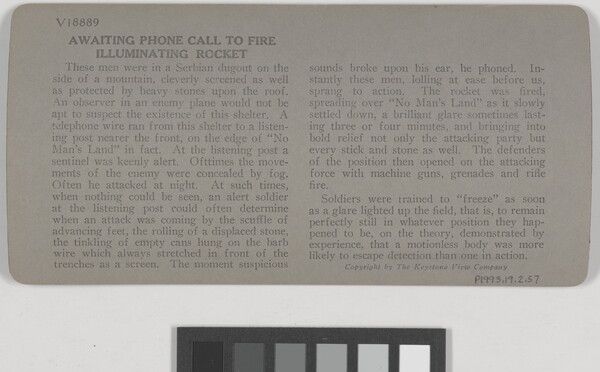 V18889
AWAITING PHONE CALL TO FIRE
ILLUMINATING ROCKET
These men were in a Serbian dugout on the
side of a mountain, cleverly screened as well
as protected by heavy stones upon the roof.
An observer in an enemy plane would not be
apt to suspect the existence of this shelter. A
telephone wire ran from this shelter to a listen-
ing post nearer the front, on the edge of "No
Man's Land" in fact. At the listening post a
sentinel was keenly alert. Ofttimes the move-
ments of the enemy were concealed by fog.
Often he attacked at night. At such times,
when nothing could be seen, an alert soldier
at the listening post could often determine
when an attack was coming by the scuffle of
advancing feet, the rolling of a displaced stone,
the tinkling of empty cans hung on the barb
wire which always stretched in front of the
trenches as a screen. The moment suspicious
sounds broke upon his ear, he phoned. In-
stantly these men, lolling at ease before us,
sprang to action. The rocket was fired,
spreading over "No Man's Land" as it slowly
settled down, a brilliant glare sometimes last-
ing three or four minutes, and bringing into
bold relief not only the attacking party but
every stick and stone as well. The defenders
of the position then opened on the attacking
force with machine guns, grenades and rifle
fire.
Soldiers were trained to "freeze" as soon
as a glare lighted up the field, that is, to remain
perfectly still in whatever position they hap-
pened to be, on the theory, demonstrated by
experience, that a motionless body was more
likely to escape detection than one in action.
Copyright by The Keystone View Company
P1993.19.2.57